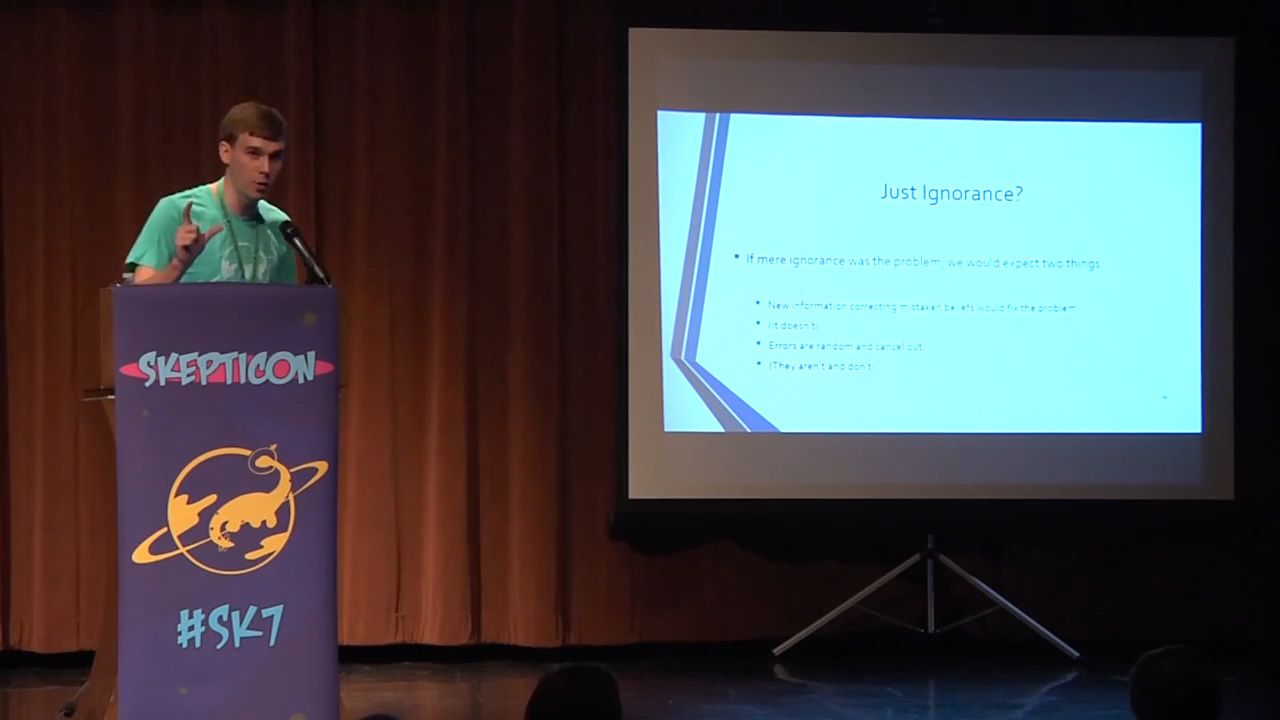 Just Ignorance?
If mere ignorance was the problem, we would expect two things:
New information correcting mistaken beliefs would fix the problem
(It doesn't)
Errors are random and cancel out
(They aren't and don't)
SKEPTICON
#SK7